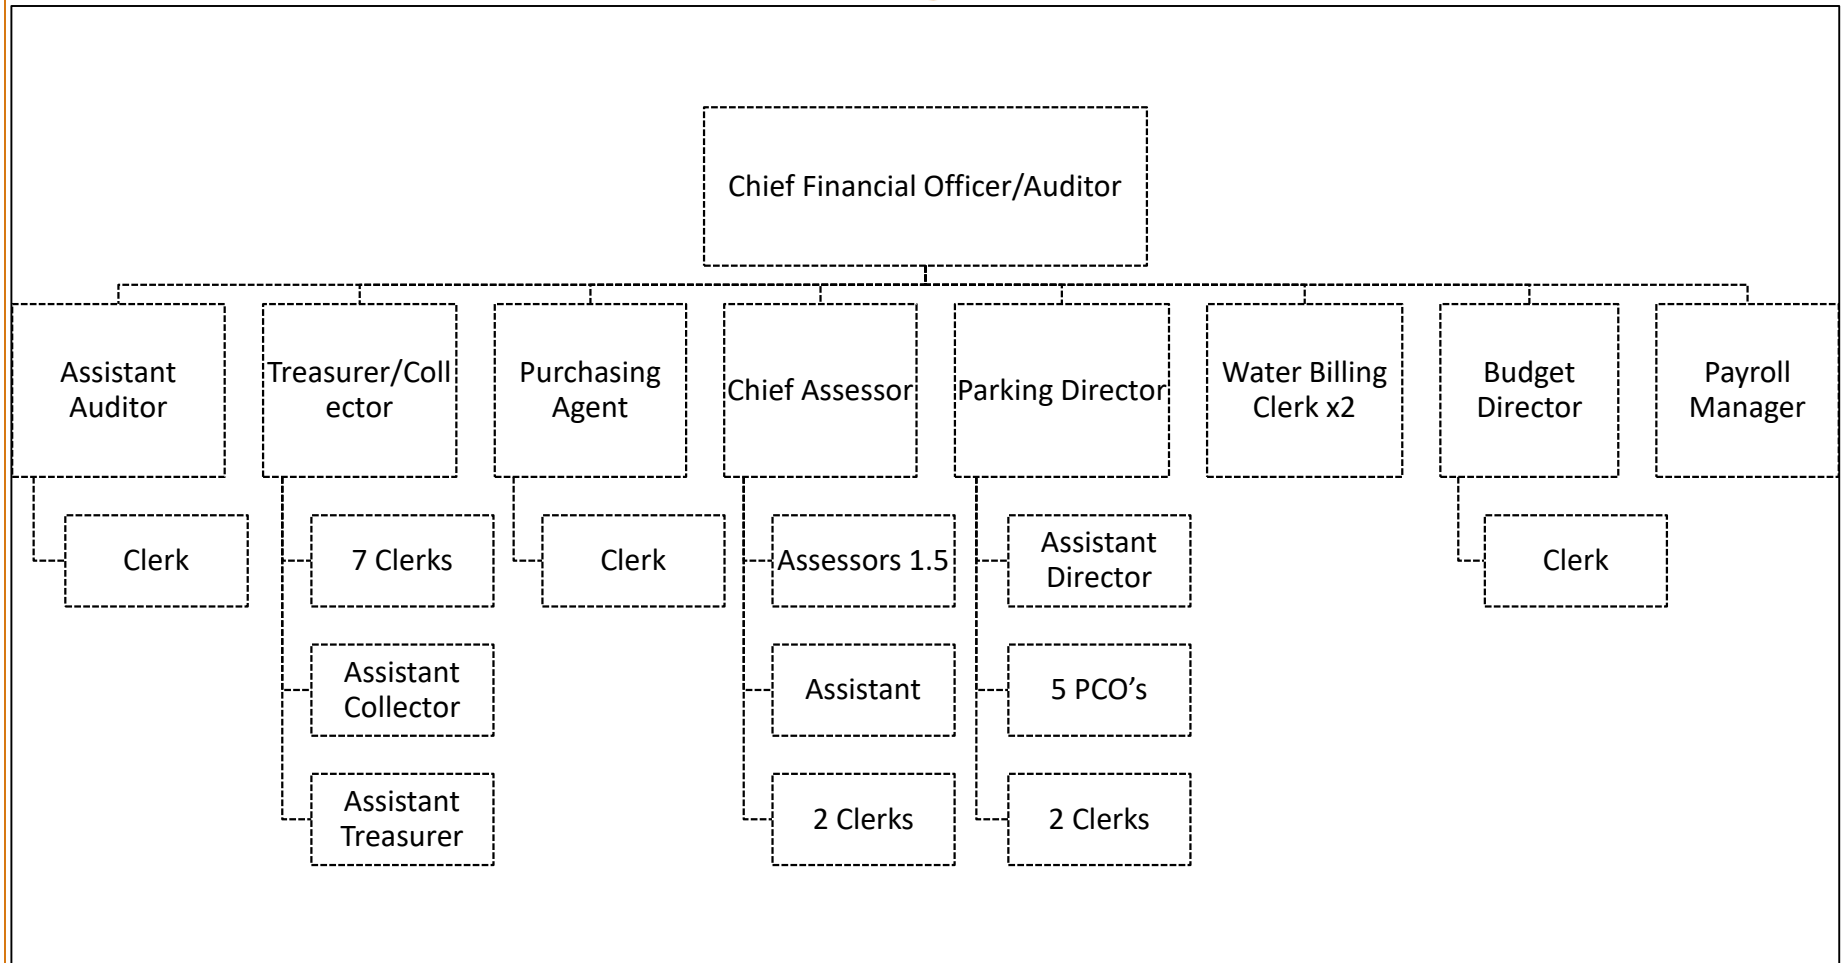 Chief Financial Officer/Auditor
Assistant
Auditor
Treasurer/Coll
ector
Purchasing
Agent
Chief Assessor
Parking Director
Water Billing
Clerk x2
Budget
Director
Payroll
Manager
Clerk
7 Clerks
Clerk
Assessors 1.5
Assistant
Director
Clerk
Assistant
Collector
Assistant
5 PCO’s
Assistant
Treasurer
2 Clerks
2 Clerks